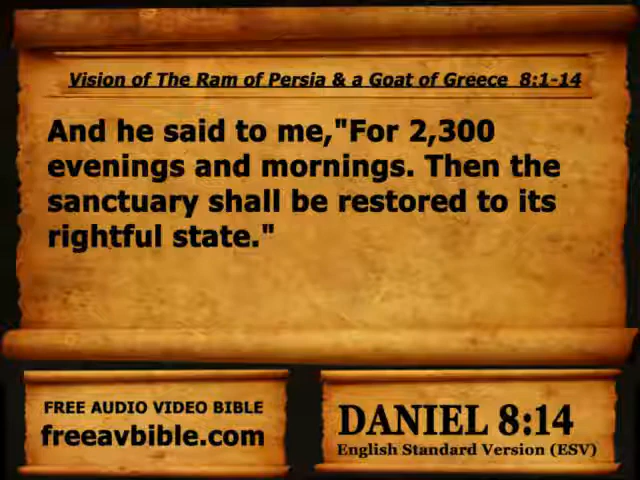 Vision of The Ram of Persia & a Goat of Greece 8:1-14
And he said to me,"For 2,300
evenings and mornings. Then the
sanctuary shall be restored to its
rightful state."
FREE AUDIO VIDEO BIBLE
freeavbible.com
DANIEL 8:14
English Standard Version (ESV)